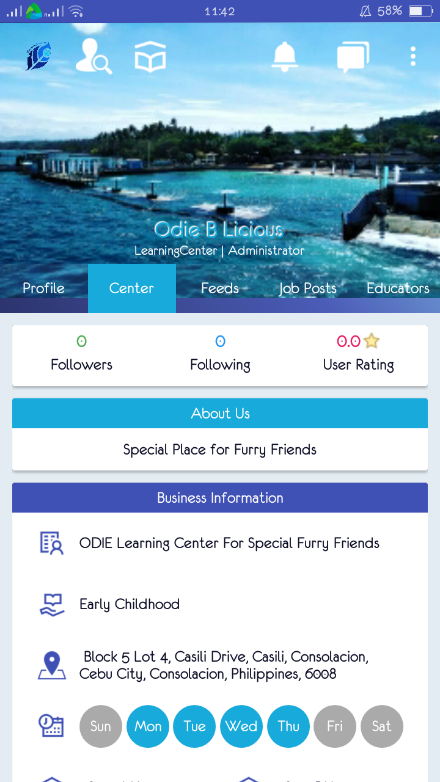 11:42
58%
Odie B Licious
LearningCenter | Administrator
Profile
Center
Feeds
Job Posts
Educators
0
0
0.0
Followers
Following
User Rating
About Us
Special Place for Furry Friends
Business Information
ODIE Learning Center For Special Furry Friends
Early Childhood
Block 5 Lot 4, Casili Drive, Casili, Consolacion,
Cebu City, Consolacion, Philippines, 6008
Sun Mon Tue Wed Thu Fri Sat